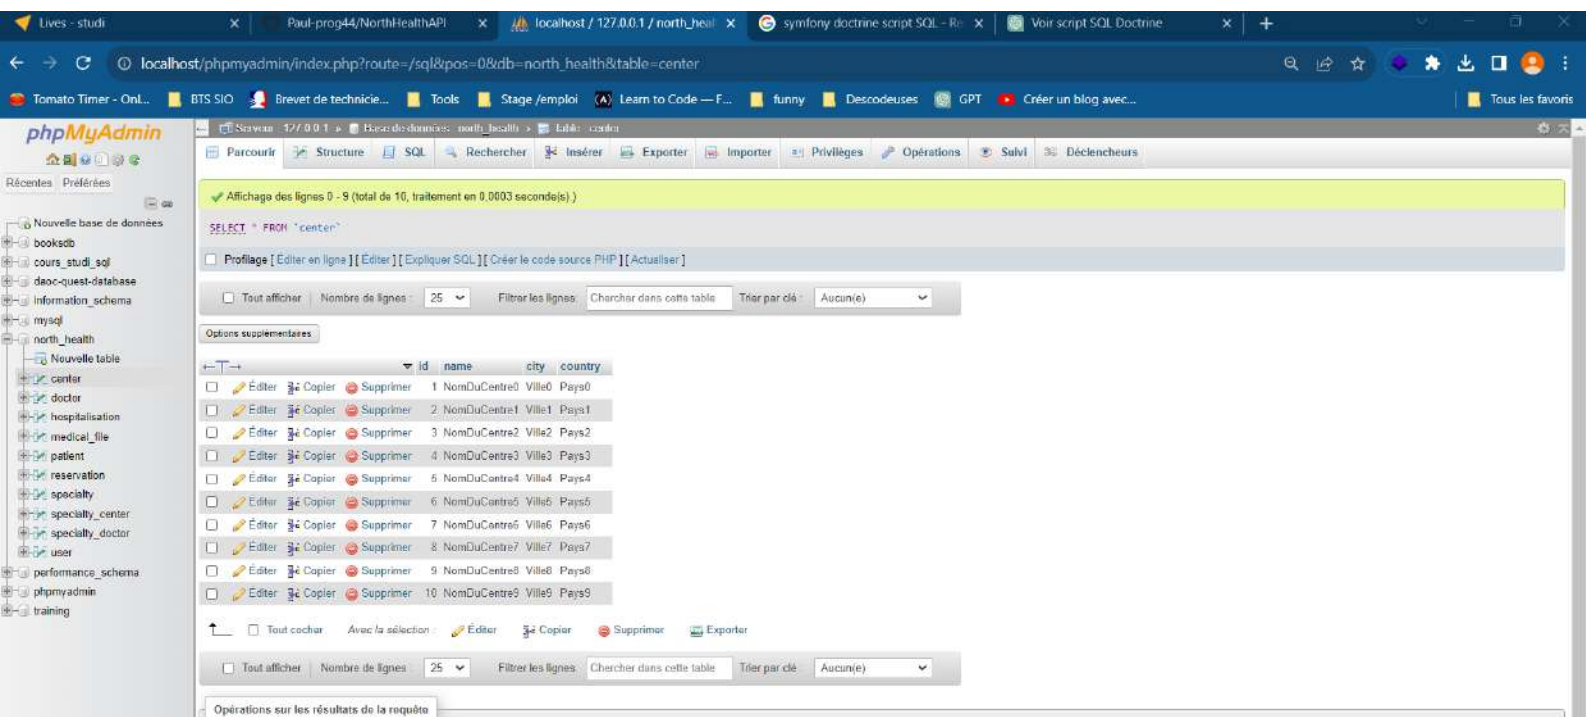 Lives - studi
Paul-prog44/NorthHealthAPI
localhost / 127.0.0.1 / north_heal
symfony doctrine script SQL - Re
Voir script SQL Doctrine
localhost/phpmyadmin/index.php?route=/sql&pos=0&db=north_health&table=center
Tomato Timer - Onl... BTS SIO Brevet de technicie... Tools Stage /emploi Learn to Code — F... funny Descodeuses GPT Créer un blog avec... Tous les favoris
phpMyAdmin
Récentes Préférées
Nouvelle base de données
booksdb
cours_studi_sql
daoc-quest-database
information_schema
mysql
north_health
Nouvelle table
center
doctor
hospitalisation
medical_file
patient
reservation
specialty
specialty_center
specialty_doctor
user
performance_schema
phpmyadmin
training
Serveur : 127.0.0.1 » Base de données : north_health » Table : center
Parcourir Structure SQL Rechercher Insérer Exporter Importer Privilèges Opérations Suivi Déclencheurs
Affichage des lignes 0 - 9 (total de 10, traitement en 0,0003 seconde(s).)
SELECT * FROM `center`
Profilage [ Éditer en ligne ] [ Éditer ] [ Expliquer SQL ] [ Créer le code source PHP ] [ Actualiser ]
Tout afficher Nombre de lignes : 25 Filtrer les lignes: Chercher dans cette table Trier par clé : Aucun(e)
Options supplémentaires
←T→ id name city country
Éditer Copier Supprimer 1 NomDuCentre0 Ville0 Pays0
Éditer Copier Supprimer 2 NomDuCentre1 Ville1 Pays1
Éditer Copier Supprimer 3 NomDuCentre2 Ville2 Pays2
Éditer Copier Supprimer 4 NomDuCentre3 Ville3 Pays3
Éditer Copier Supprimer 5 NomDuCentre4 Ville4 Pays4
Éditer Copier Supprimer 6 NomDuCentre5 Ville5 Pays5
Éditer Copier Supprimer 7 NomDuCentre6 Ville6 Pays6
Éditer Copier Supprimer 8 NomDuCentre7 Ville7 Pays7
Éditer Copier Supprimer 9 NomDuCentre8 Ville8 Pays8
Éditer Copier Supprimer 10 NomDuCentre9 Ville9 Pays9
Tout cocher Avec la sélection : Éditer Copier Supprimer Exporter
Tout afficher Nombre de lignes : 25 Filtrer les lignes: Chercher dans cette table Trier par clé : Aucun(e)
Opérations sur les résultats de la requête